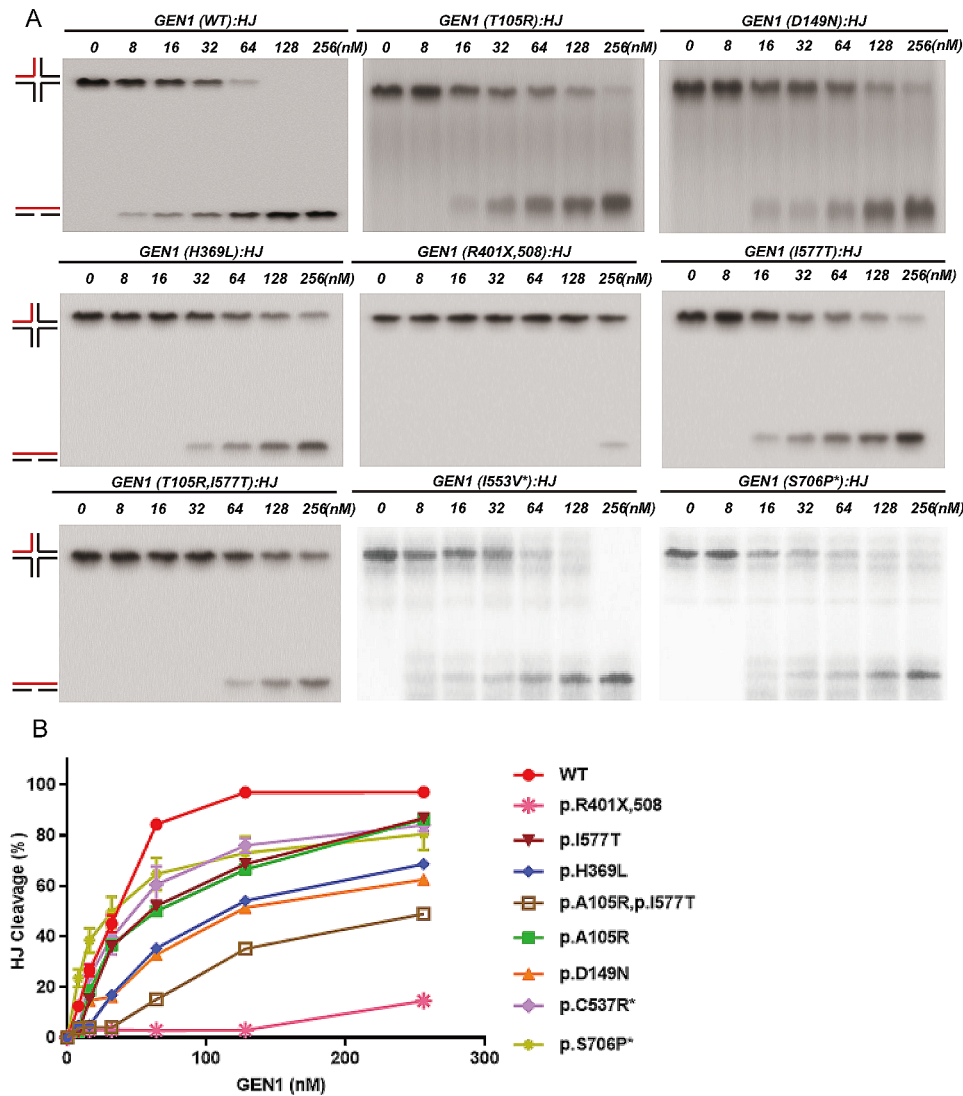 A
GEN1 (WT):HJ
0 8 16 32 64 128 256(nM)
GEN1 (T105R):HJ
0 8 16 32 64 128 256(nM)
GEN1 (D149N):HJ
0 8 16 32 64 128 256(nM)
GEN1 (H369L):HJ
0 8 16 32 64 128 256(nM)
GEN1 (R401X,508):HJ
0 8 16 32 64 128 256(nM)
GEN1 (I577T):HJ
0 8 16 32 64 128 256(nM)
GEN1 (T105R,I577T):HJ
0 8 16 32 64 128 256(nM)
GEN1 (I553V*):HJ
0 8 16 32 64 128 256(nM)
GEN1 (S706P*):HJ
0 8 16 32 64 128 256(nM)
B
HJ Cleavage (%)
100
80
60
40
20
0
0 100 200 300
GEN1 (nM)
WT
p.R401X,508
p.I577T
p.H369L
p.A105R,p.I577T
p.A105R
p.D149N
p.C537R*
p.S706P*